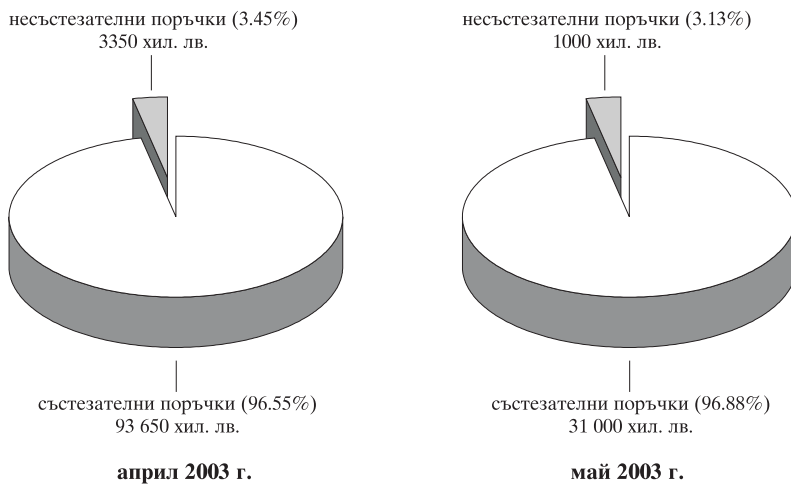 несъстезателни поръчки (3.45%)
3350 хил. лв.
състезателни поръчки (96.55%)
93 650 хил. лв.
април 2003 г.
несъстезателни поръчки (3.13%)
1000 хил. лв.
състезателни поръчки (96.88%)
31 000 хил. лв.
май 2003 г.